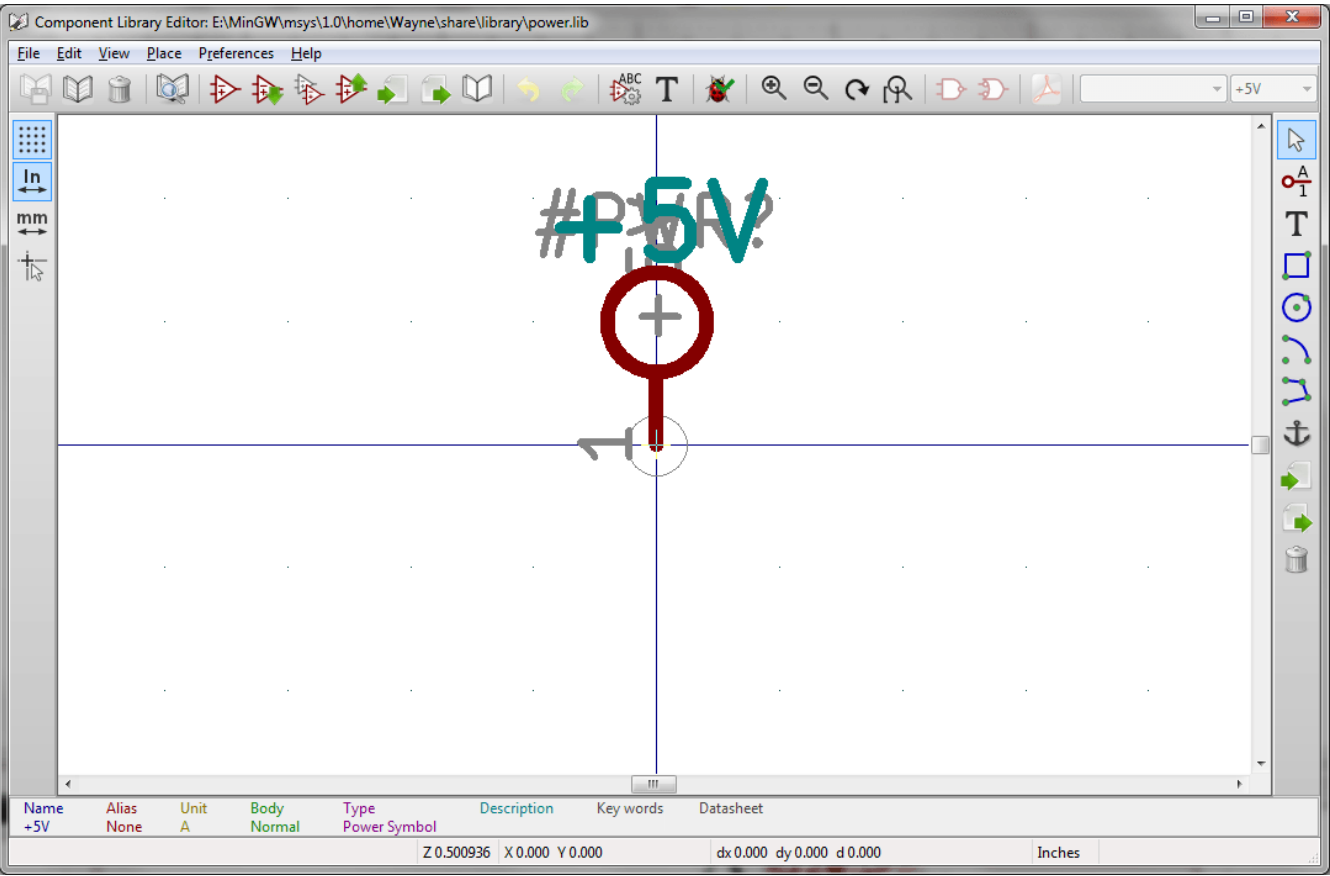 Component Library Editor: E:\MinGW\msys\1.0\home\Wayne\share\library\power.lib
File Edit View Place Preferences Help
ABC T +5V
In
mm
A
1
T
#PWR?
+5V
+
1
Name Alias Unit Body Type Description Key words Datasheet
+5V None A Normal Power Symbol
Z 0.500936 X 0.000 Y 0.000 dx 0.000 dy 0.000 d 0.000 Inches